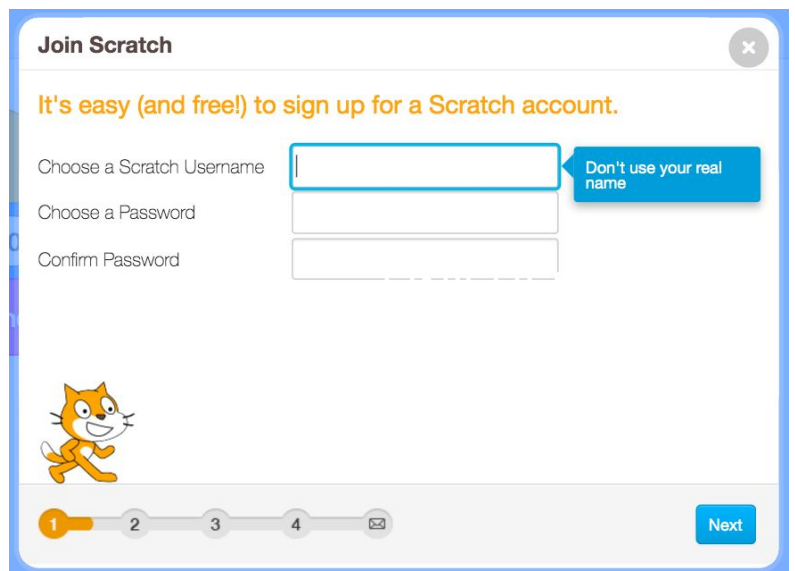 Join Scratch
It's easy (and free!) to sign up for a Scratch account.
Choose a Scratch Username
Don't use your real
name
Choose a Password
Confirm Password
1 2 3 4
Next